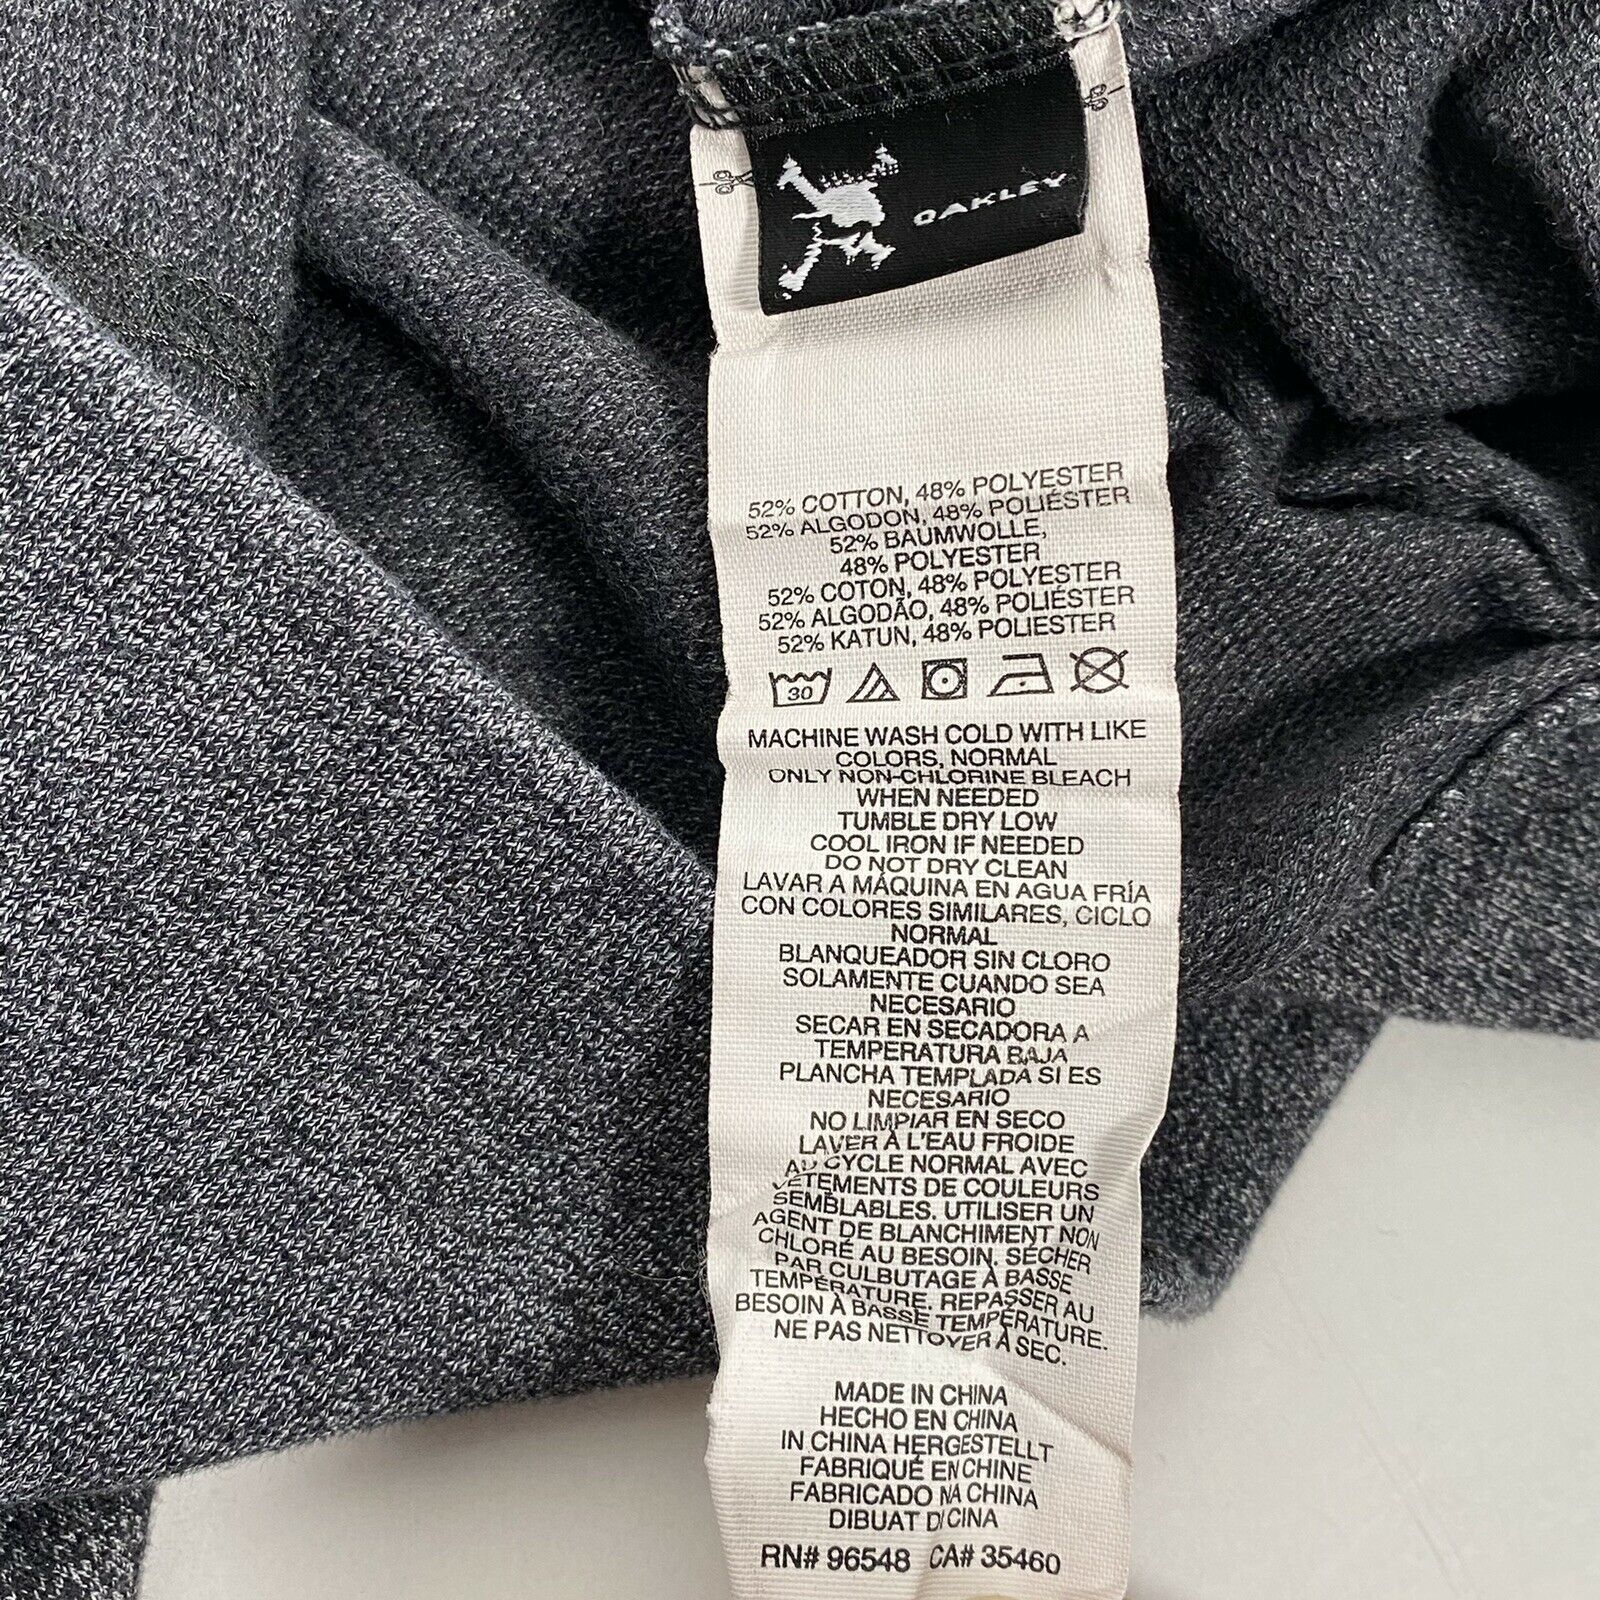 OAKLEY
52% COTTON, 48% POLYESTER
52% ALGODON, 48% POLIÉSTER
52% BAUMWOLLE,
48% POLYESTER
52% COTON, 48% POLYESTER
52% ALGODÃO, 48% POLIÉSTER
52% KATUN, 48% POLIESTER
30
MACHINE WASH COLD WITH LIKE
COLORS, NORMAL
ONLY NON-CHLORINE BLEACH
WHEN NEEDED
TUMBLE DRY LOW
COOL IRON IF NEEDED
DO NOT DRY CLEAN
LAVAR A MÁQUINA EN AGUA FRÍA
CON COLORES SIMILARES, CICLO
NORMAL
BLANQUEADOR SIN CLORO
SOLAMENTE CUANDO SEA
NECESARIO
SECAR EN SECADORA A
TEMPERATURA BAJA
PLANCHA TEMPLADA SI ES
NECESARIO
NO LIMPIAR EN SECO
LAVER À L'EAU FROIDE
AU CYCLE NORMAL AVEC
VÊTEMENTS DE COULEURS
SEMBLABLES. UTILISER UN
AGENT DE BLANCHIMENT NON
CHLORÉ AU BESOIN. SÉCHER
PAR CULBUTAGE À BASSE
TEMPÉRATURE. REPASSER AU
BESOIN À BASSE TEMPÉRATURE.
NE PAS NETTOYER À SEC.
MADE IN CHINA
HECHO EN CHINA
IN CHINA HERGESTELLT
FABRIQUÉ EN CHINE
FABRICADO NA CHINA
DIBUAT DI CINA
RN# 96548 CA# 35460